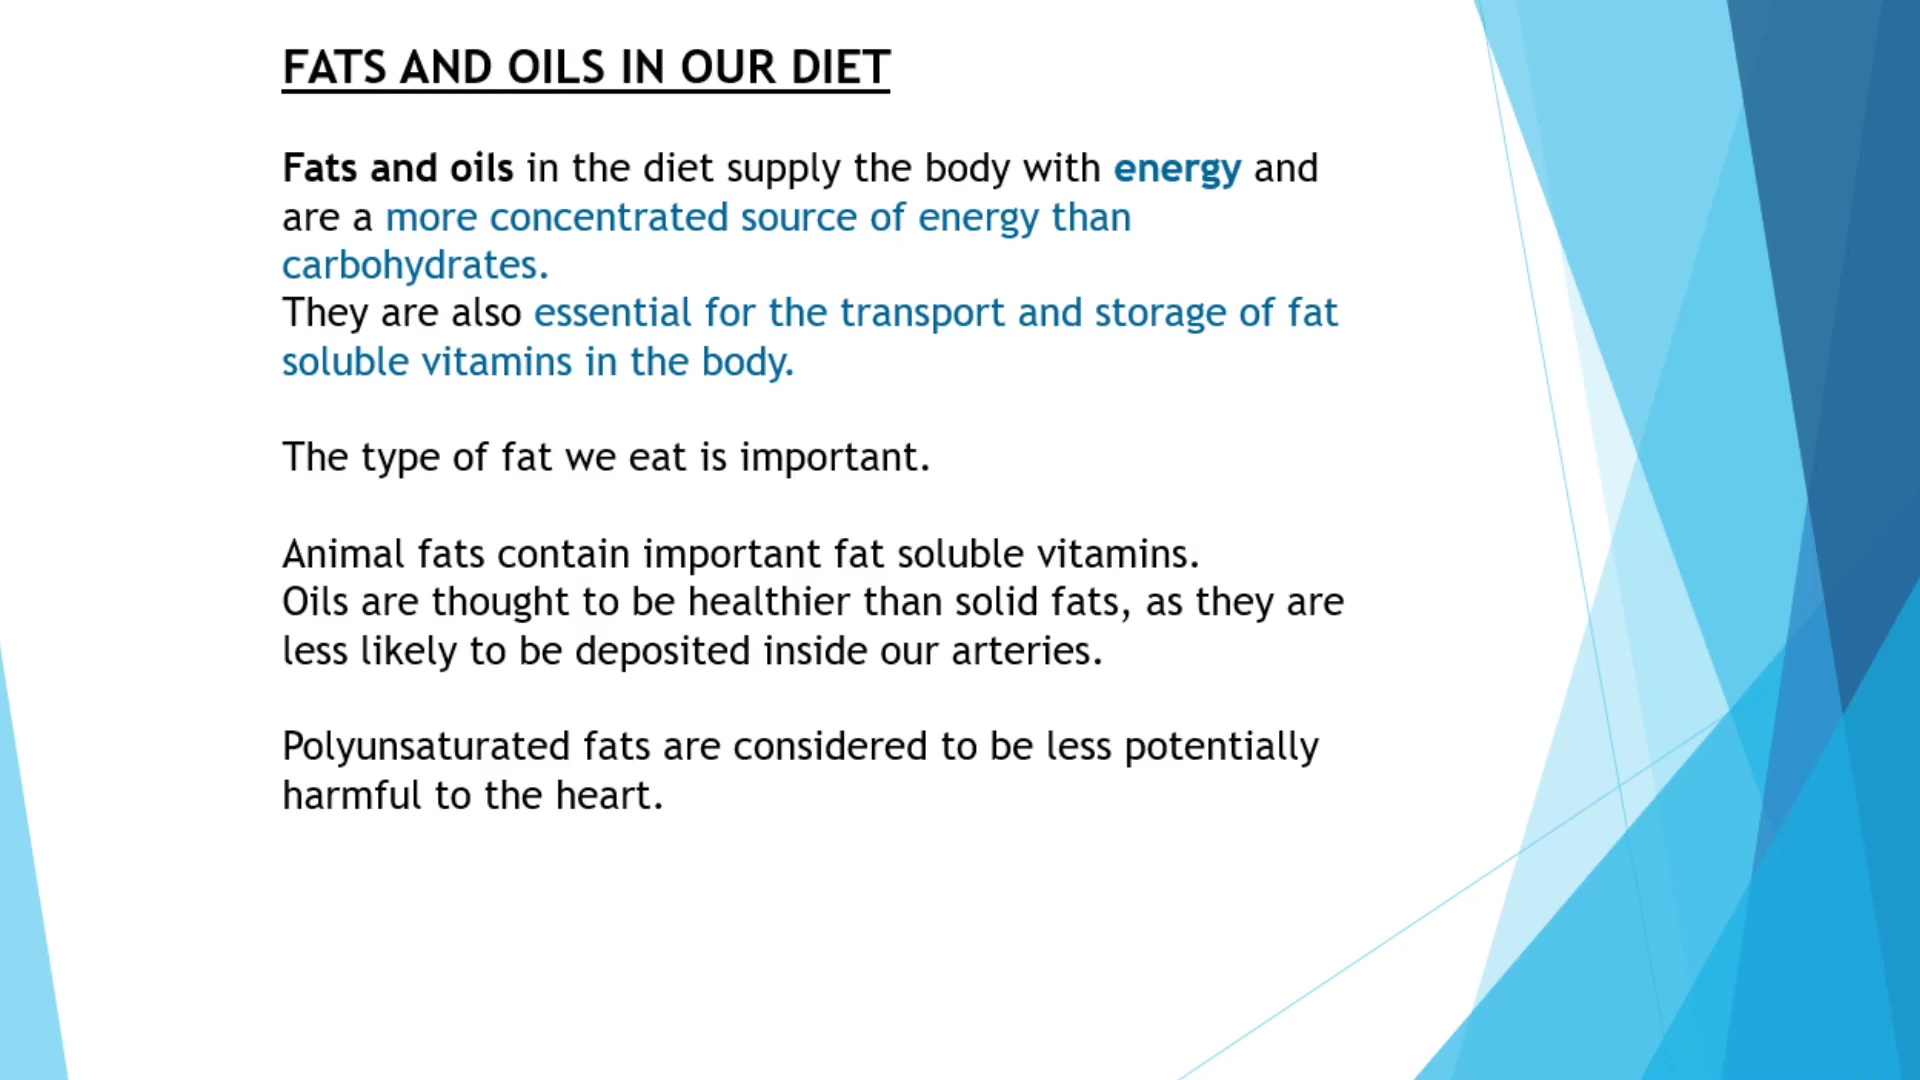 FATS AND OILS IN OUR DIET
Fats and oils in the diet supply the body with energy and
are a more concentrated source of energy than
carbohydrates.
They are also essential for the transport and storage of fat
soluble vitamins in the body.
The type of fat we eat is important.
Animal fats contain important fat soluble vitamins.
Oils are thought to be healthier than solid fats, as they are
less likely to be deposited inside our arteries.
Polyunsaturated fats are considered to be less potentially
harmful to the heart.